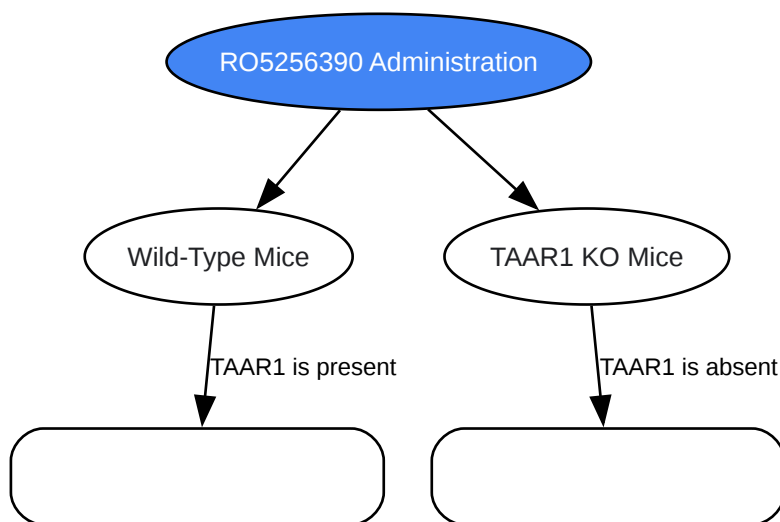 RO5256390 Administration
Wild-Type Mice
TAAR1 KO Mice
TAAR1 is present
TAAR1 is absent